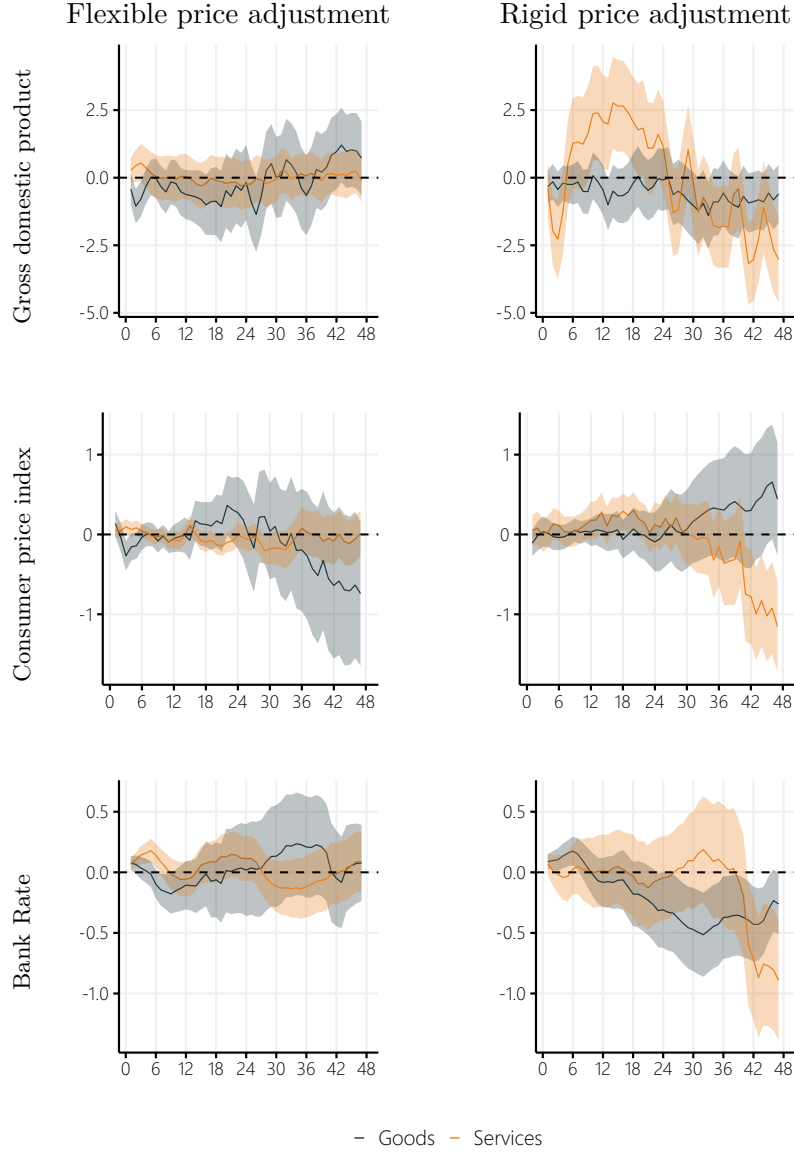 Flexible price adjustment
Rigid price adjustment
Gross domestic product
2.5
0.0
-2.5
-5.0
0 6 12 18 24 30 36 42 48
2.5
0.0
-2.5
-5.0
0 6 12 18 24 30 36 42 48
Consumer price index
1
0
-1
0 6 12 18 24 30 36 42 48
1
0
-1
0 6 12 18 24 30 36 42 48
Bank Rate
0.5
0.0
-0.5
-1.0
0 6 12 18 24 30 36 42 48
0.5
0.0
-0.5
-1.0
0 6 12 18 24 30 36 42 48
Goods Services